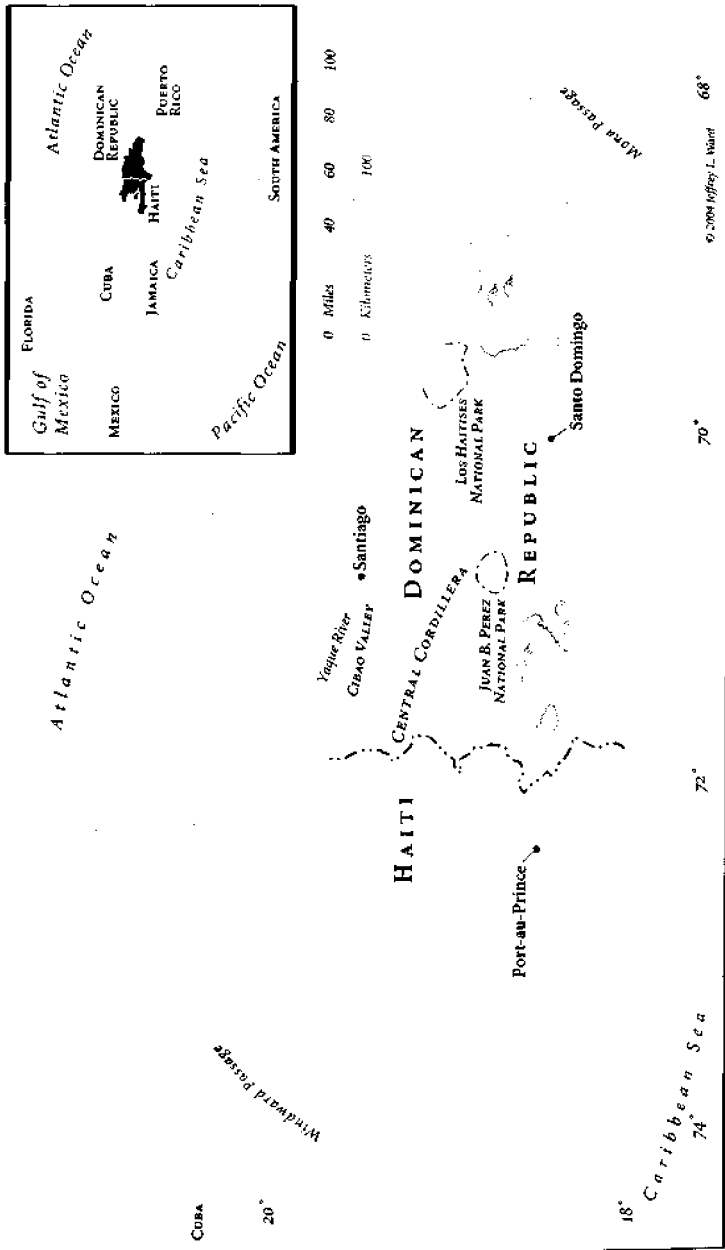 Atlantic Ocean
Gulf of
Mexico
FLORIDA
Atlantic Ocean
MEXICO
CUBA
DOMINICAN
REPUBLIC
JAMAICA
HAITI
PUERTO
RICO
Caribbean Sea
Pacific Ocean
SOUTH AMERICA
CUBA
Windward Passage
20°
0 Miles 40 60 80 100
0 Kilometers 100
Yaque River
CIBAO VALLEY
Santiago
HAITI
CENTRAL CORDILLERA
DOMINICAN
REPUBLIC
LOS HAITISES
NATIONAL PARK
JUAN B. PEREZ
NATIONAL PARK
Port-au-Prince
Santo Domingo
Mona Passage
18°
Caribbean Sea
74°
72°
70°
68°
© 2004 Jeffrey L. Ward